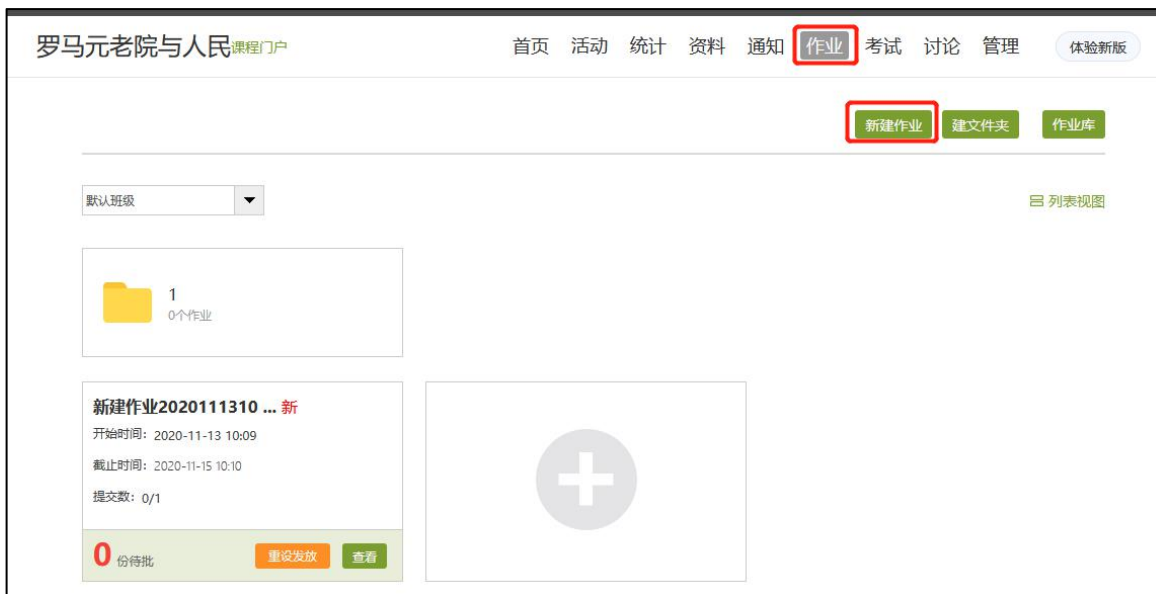 罗马元老院与人民课程门户 首页 活动 统计 资料 通知 作业 考试 讨论 管理 体验新版
新建作业 建文件夹 作业库
默认班级 列表视图
1
0个作业
新建作业2020111310 ... 新
开始时间：2020-11-13 10:09
截止时间：2020-11-15 10:10
提交数：0/1
0 份待批 重设发放 查看